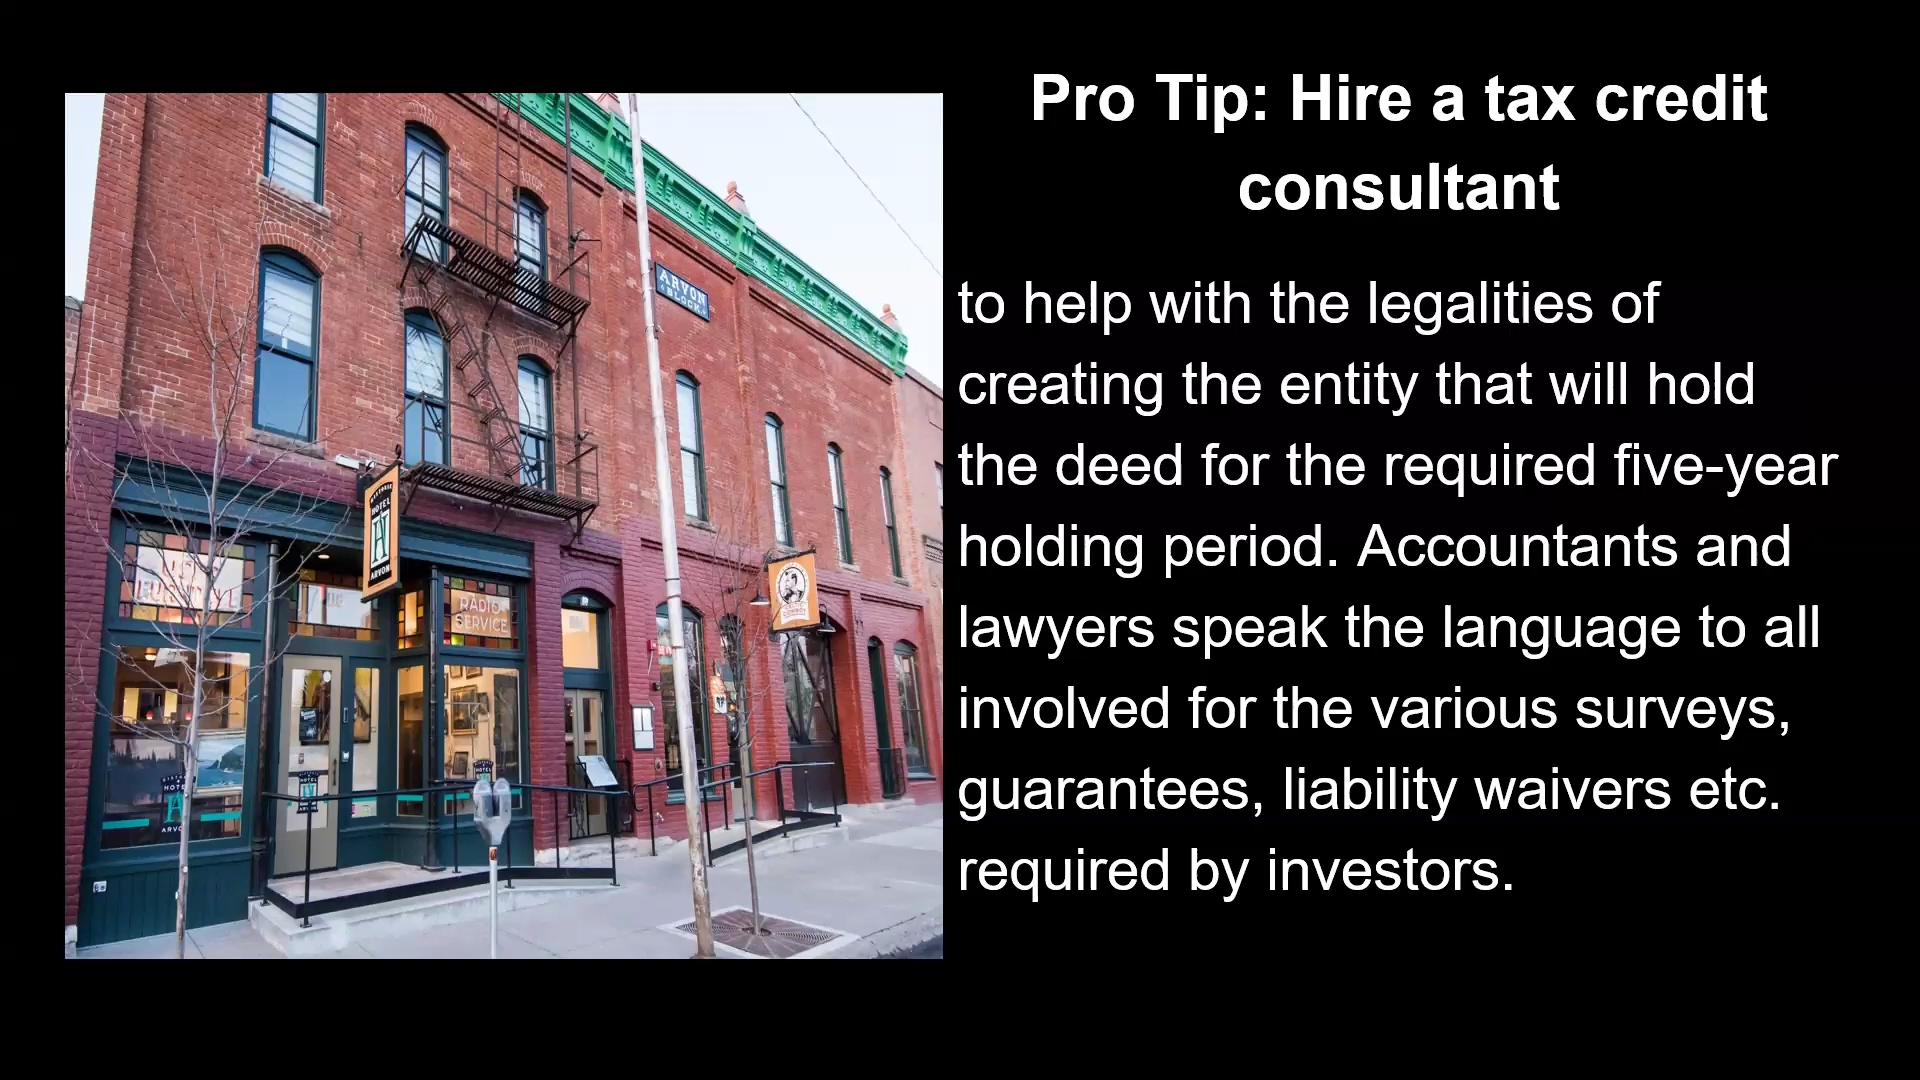 Pro Tip: Hire a tax credit
consultant
to help with the legalities of
creating the entity that will hold
the deed for the required five-year
holding period. Accountants and
lawyers speak the language to all
involved for the various surveys,
guarantees, liability waivers etc.
required by investors.
ARVON
BLOCK
HISTORIC
HOTEL
ARVON
RADIO
SERVICE
HOTEL